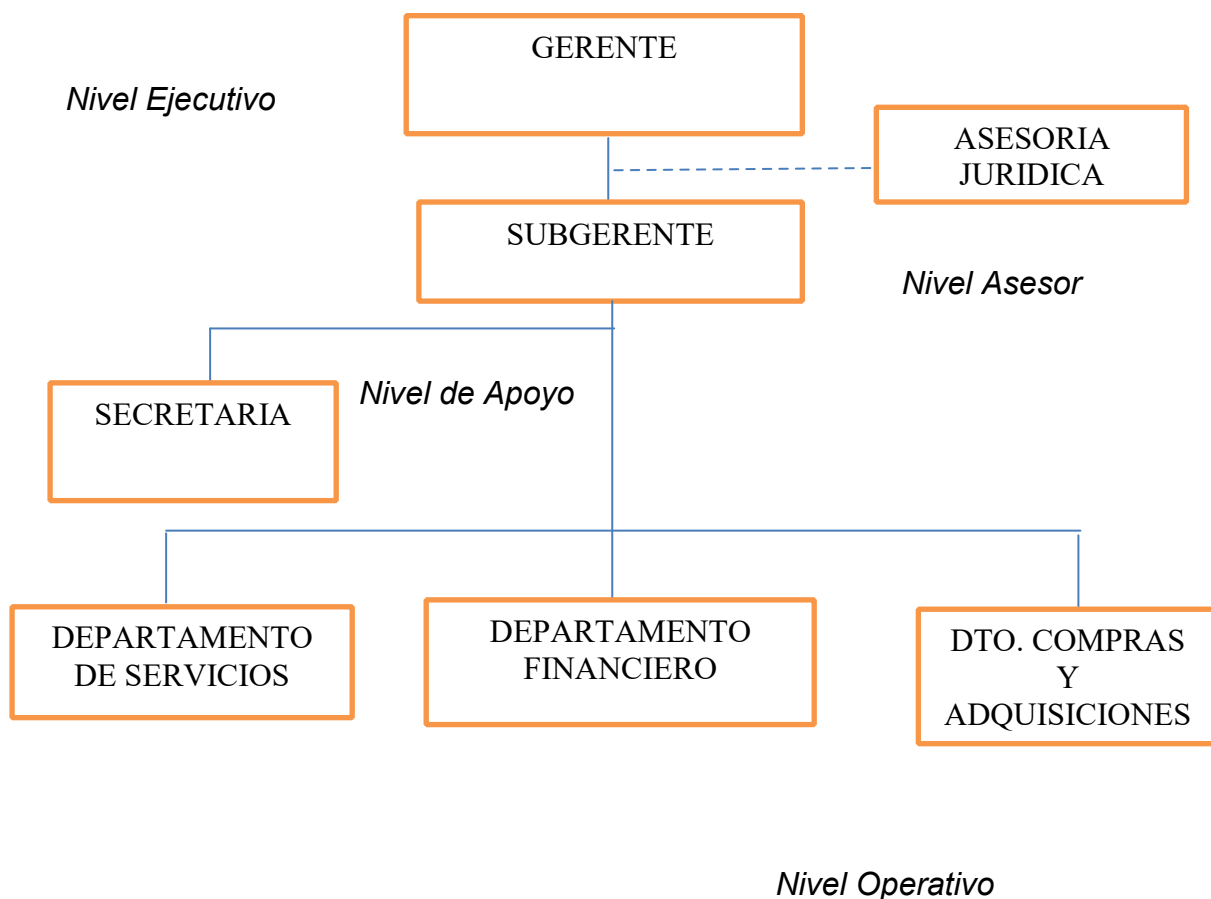 GERENTE
Nivel Ejecutivo
ASESORIA
JURIDICA
SUBGERENTE
Nivel Asesor
Nivel de Apoyo
SECRETARIA
DEPARTAMENTO
DE SERVICIOS
DEPARTAMENTO
FINANCIERO
DTO. COMPRAS
Y
ADQUISICIONES
Nivel Operativo